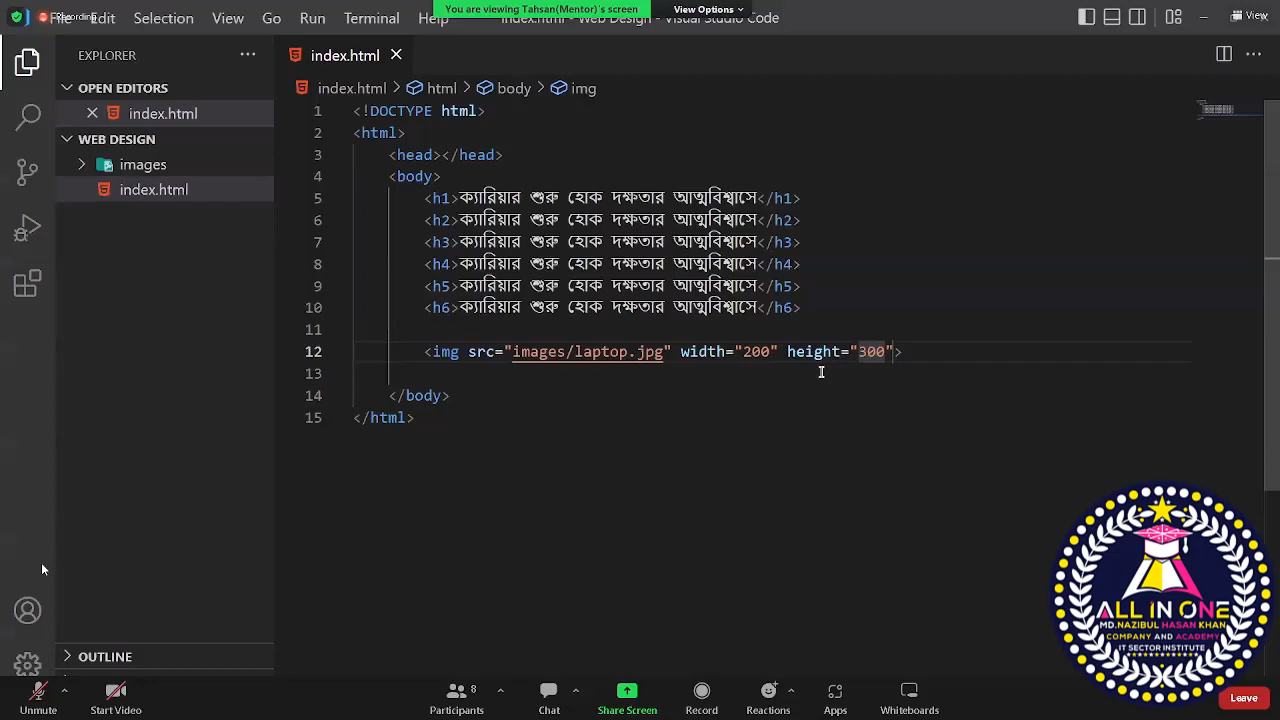 You are viewing Tahsan(Mentor)'s screen
View Options
Edit Selection View Go Run Terminal Help
index.html - Web Design - Visual Studio Code
View
EXPLORER
index.html
OPEN EDITORS
index.html
WEB DESIGN
images
index.html
OUTLINE
index.html > html > body > img
1 <!DOCTYPE html>
2 <html>
3 <head></head>
4 <body>
5 <h1>ক্যারিয়ার শুরু হোক দক্ষতার আত্মবিশ্বাসে</h1>
6 <h2>ক্যারিয়ার শুরু হোক দক্ষতার আত্মবিশ্বাসে</h2>
7 <h3>ক্যারিয়ার শুরু হোক দক্ষতার আত্মবিশ্বাসে</h3>
8 <h4>ক্যারিয়ার শুরু হোক দক্ষতার আত্মবিশ্বাসে</h4>
9 <h5>ক্যারিয়ার শুরু হোক দক্ষতার আত্মবিশ্বাসে</h5>
10 <h6>ক্যারিয়ার শুরু হোক দক্ষতার আত্মবিশ্বাসে</h6>
11
12 <img src="images/laptop.jpg" width="200" height="300">
13
14 </body>
15 </html>
ALL IN ONE
MD.NAZIBUL HASAN KHAN
COMPANY AND ACADEMY
IT SECTOR INSTITUTE
Unmute
Start Video
8
Participants
Chat
Share Screen
Record
Reactions
Apps
Whiteboards
Leave